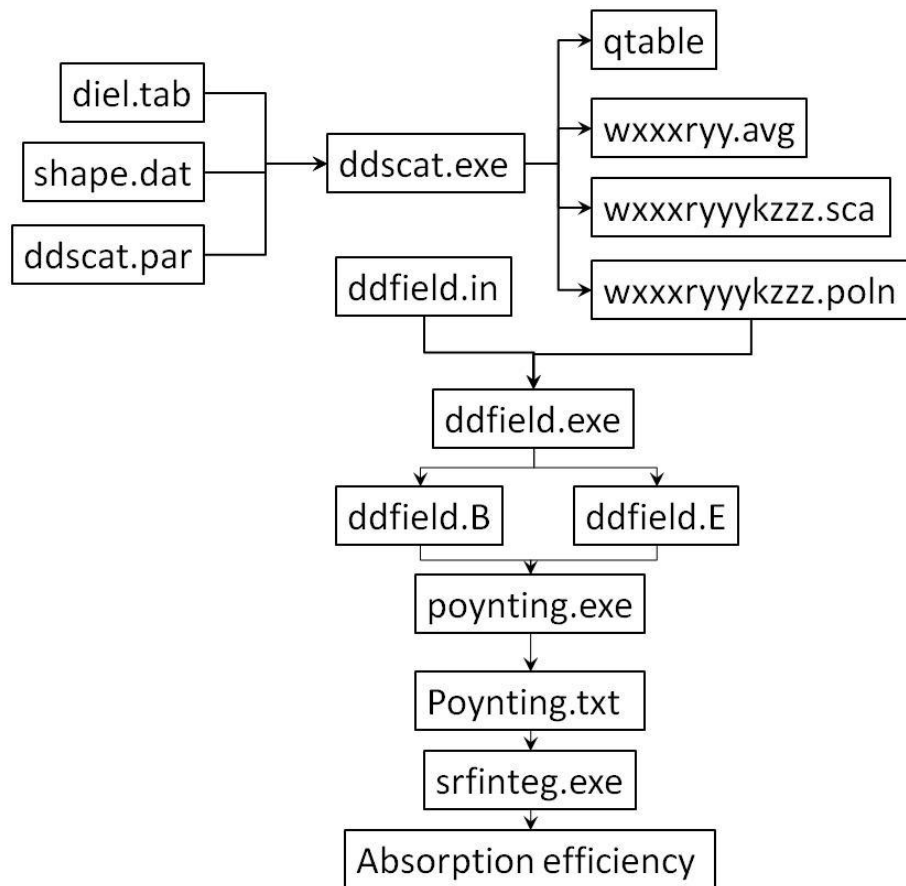 qtable
diel.tab
wxxxryy.avg
shape.dat
ddscat.exe
wxxxryyykzzz.sca
ddscat.par
ddfield.in
wxxxryyykzzz.poln
ddfield.exe
ddfield.B
ddfield.E
poynting.exe
Poynting.txt
srfinteg.exe
Absorption efficiency